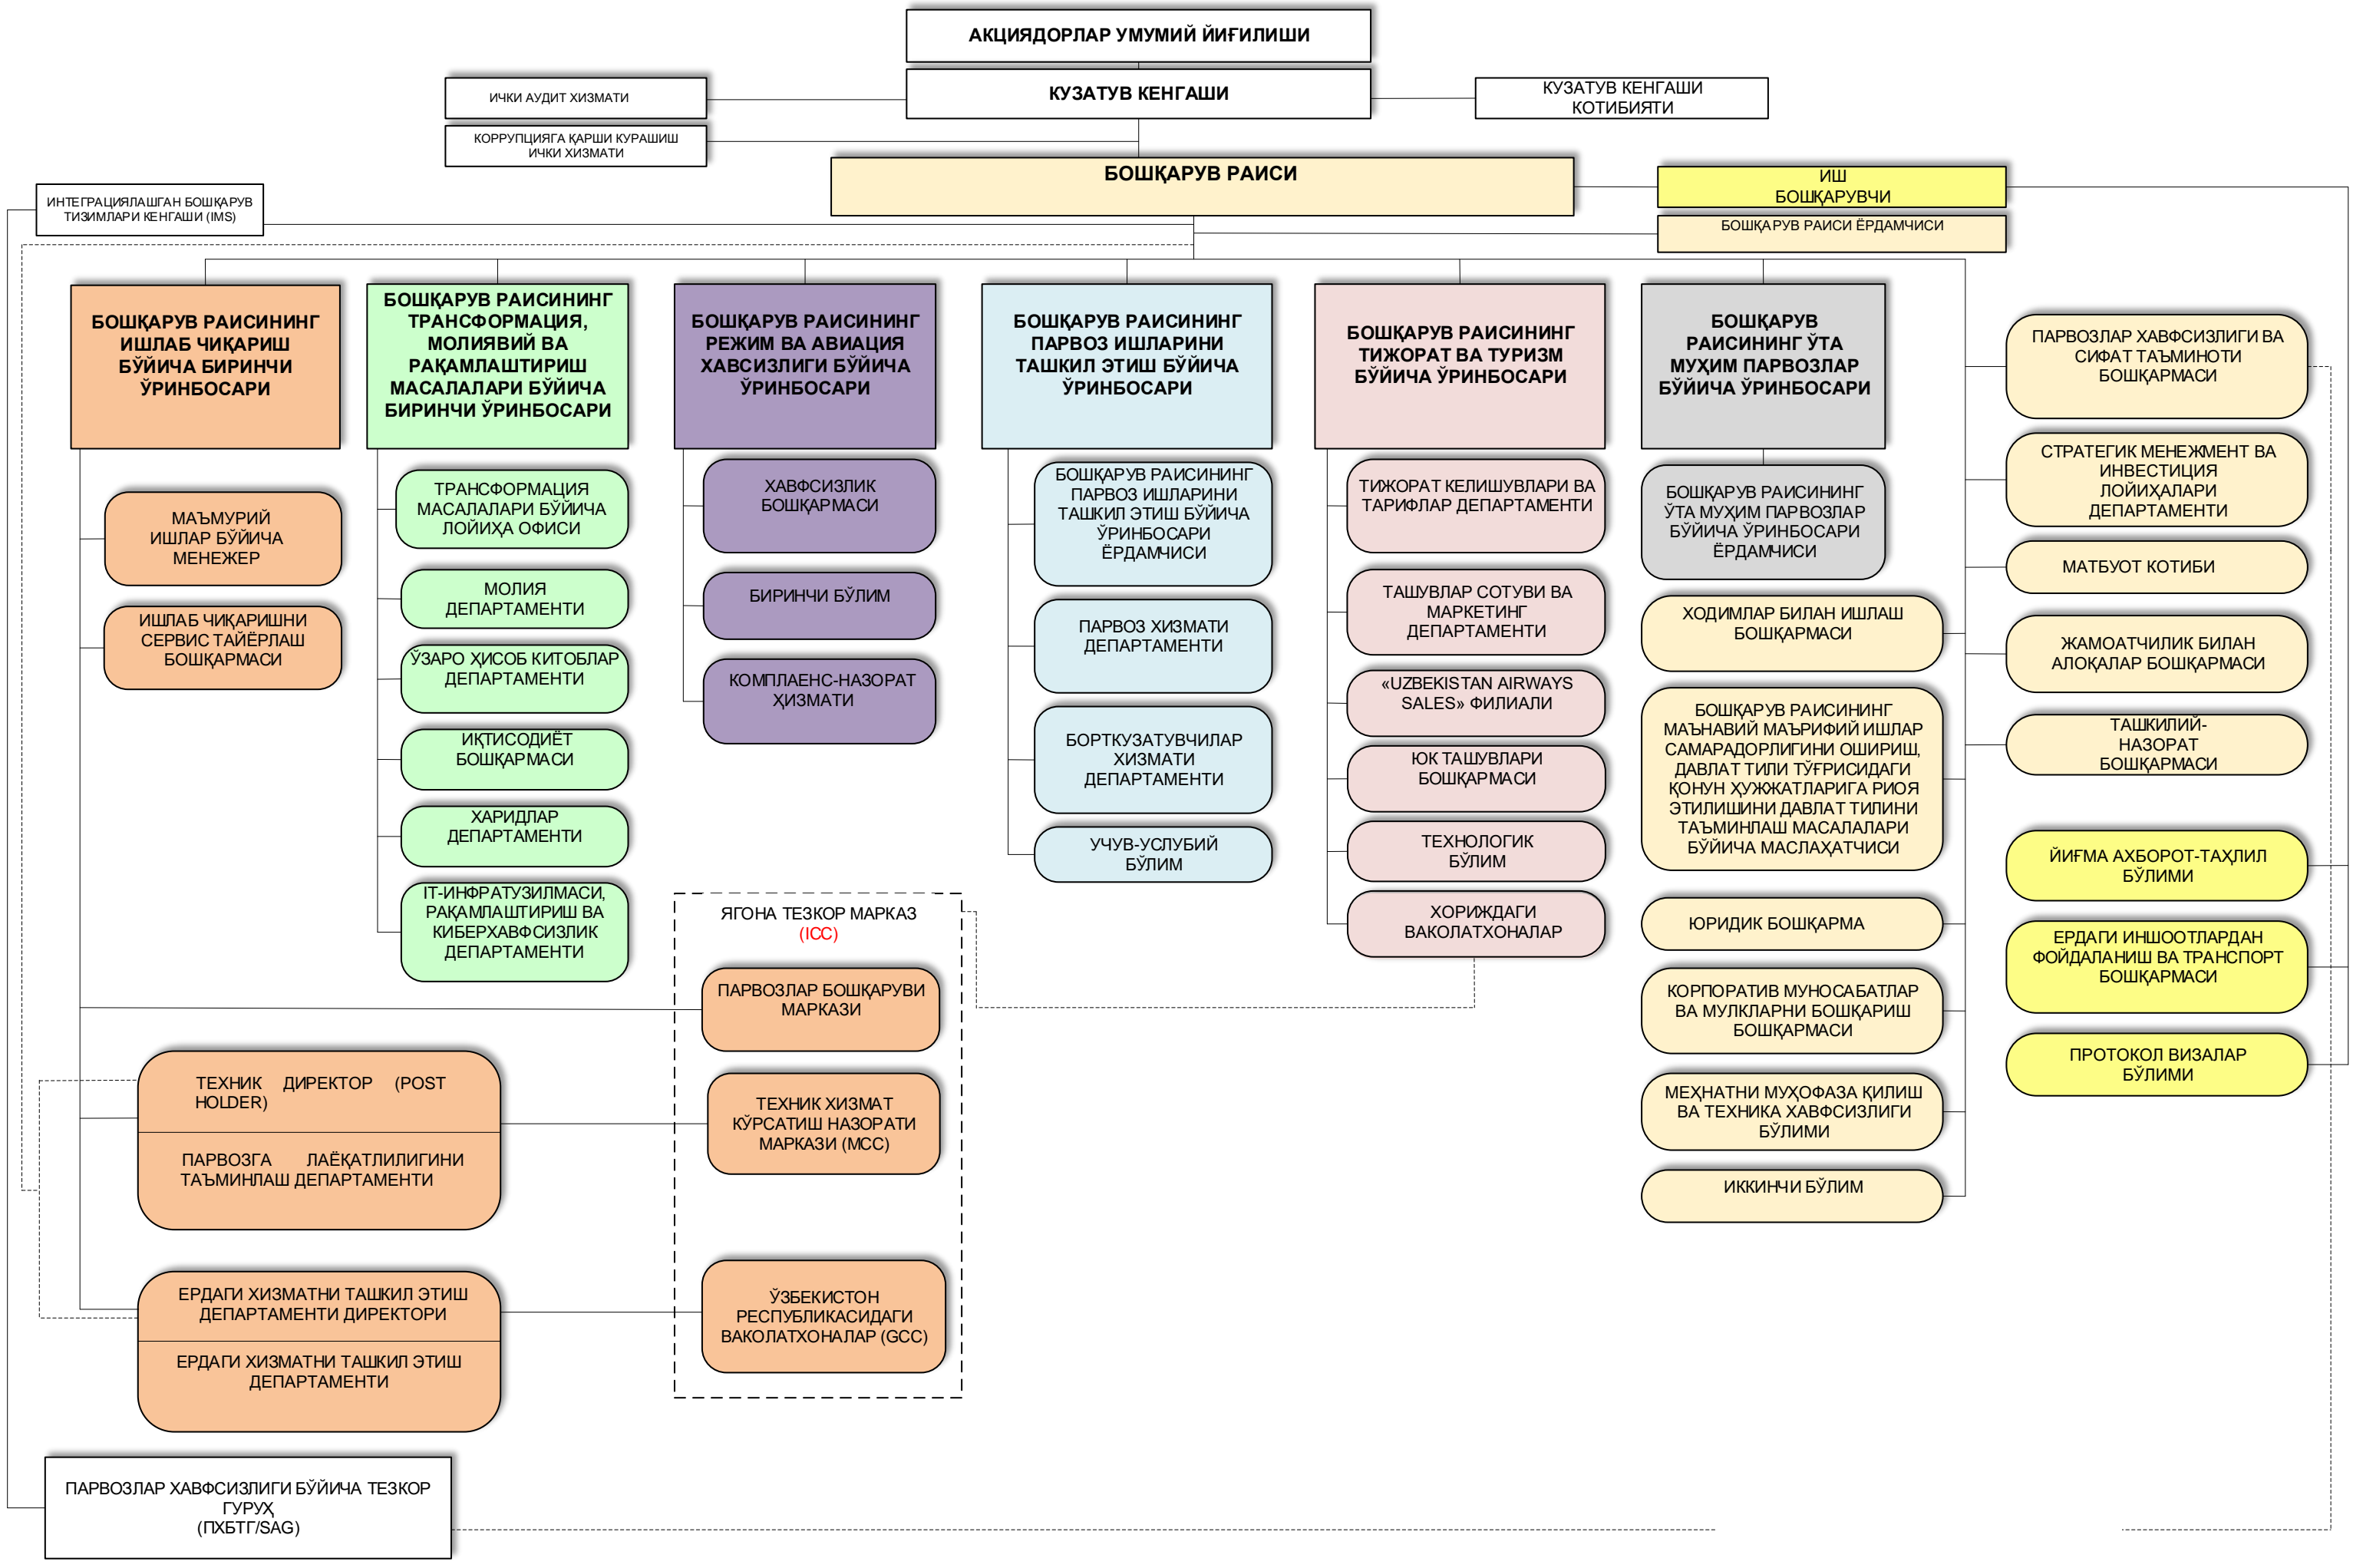 АКЦИЯДОРЛАР УМУМИЙ ЙИҒИЛИШИ
ИЧКИ АУДИТ ХИЗМАТИ
КУЗАТУВ КЕНГАШИ
КУЗАТУВ КЕНГАШИ
КОТИБИЯТИ
КОРРУПЦИЯГА ҚАРШИ КУРАШИШ
ИЧКИ ХИЗМАТИ
БОШҚАРУВ РАИСИ
ИШ
БОШҚАРУВЧИ
ИНТЕГРАЦИЯЛАШГАН БОШҚАРУВ
ТИЗИМЛАРИ КЕНГАШИ (IMS)
БОШҚАРУВ РАИСИ ЁРДАМЧИСИ
БОШҚАРУВ РАИСИНИНГ
ИШЛАБ ЧИҚАРИШ
БЎЙИЧА БИРИНЧИ
ЎРИНБОСАРИ
МАЪМУРИЙ
ИШЛАР БЎЙИЧА
МЕНЕЖЕР
ИШЛАБ ЧИҚАРИШНИ
СЕРВИС ТАЙЁРЛАШ
БОШҚАРМАСИ
БОШҚАРУВ РАИСИНИНГ
ТРАНСФОРМАЦИЯ,
МОЛИЯВИЙ ВА
РАҚАМЛАШТИРИШ
МАСАЛАЛАРИ БЎЙИЧА
БИРИНЧИ ЎРИНБОСАРИ
ТРАНСФОРМАЦИЯ
МАСАЛАЛАРИ БЎЙИЧА
ЛОЙИҲА ОФИСИ
МОЛИЯ
ДЕПАРТАМЕНТИ
ЎЗАРО ҲИСОБ КИТОБЛАР
ДЕПАРТАМЕНТИ
ИҚТИСОДИЁТ
БОШҚАРМАСИ
ХАРИДЛАР
ДЕПАРТАМЕНТИ
IT-ИНФРАТУЗИЛМАСИ,
РАҚАМЛАШТИРИШ ВА
КИБЕРХАВФСИЗЛИК
ДЕПАРТАМЕНТИ
БОШҚАРУВ РАИСИНИНГ
РЕЖИМ ВА АВИАЦИЯ
ХАВСИЗЛИГИ БЎЙИЧА
ЎРИНБОСАРИ
ХАВФСИЗЛИК
БОШҚАРМАСИ
БИРИНЧИ БЎЛИМ
КОМПЛАЕНС-НАЗОРАТ
ҲИЗМАТИ
БОШҚАРУВ РАИСИНИНГ
ПАРВОЗ ИШЛАРИНИ
ТАШКИЛ ЭТИШ БЎЙИЧА
ЎРИНБОСАРИ
БОШҚАРУВ РАИСИНИНГ
ПАРВОЗ ИШЛАРИНИ
ТАШКИЛ ЭТИШ БЎЙИЧА
ЎРИНБОСАРИ
ЁРДАМЧИСИ
ПАРВОЗ ХИЗМАТИ
ДЕПАРТАМЕНТИ
БОРТКУЗАТУВЧИЛАР
ХИЗМАТИ
ДЕПАРТАМЕНТИ
УЧУВ-УСЛУБИЙ
БЎЛИМ
БОШҚАРУВ РАИСИНИНГ
ТИЖОРАТ ВА ТУРИЗМ
БЎЙИЧА ЎРИНБОСАРИ
ТИЖОРАТ КЕЛИШУВЛАРИ ВА
ТАРИФЛАР ДЕПАРТАМЕНТИ
ТАШУВЛАР СОТУВИ ВА
МАРКЕТИНГ
ДЕПАРТАМЕНТИ
«UZBEKISTAN AIRWAYS
SALES» ФИЛИАЛИ
ЮК ТАШУВЛАРИ
БОШҚАРМАСИ
ТЕХНОЛОГИК
БЎЛИМ
ХОРИЖДАГИ
ВАКОЛАТХОНАЛАР
БОШҚАРУВ
РАИСИНИНГ ЎТА
МУҲИМ ПАРВОЗЛАР
БЎЙИЧА ЎРИНБОСАРИ
БОШҚАРУВ РАИСИНИНГ
ЎТА МУҲИМ ПАРВОЗЛАР
БЎЙИЧА ЎРИНБОСАРИ
ЁРДАМЧИСИ
ХОДИМЛАР БИЛАН ИШЛАШ
БОШҚАРМАСИ
БОШҚАРУВ РАИСИНИНГ
МАЪНАВИЙ МАЪРИФИЙ ИШЛАР
САМАРАДОРЛИГИНИ ОШИРИШ,
ДАВЛАТ ТИЛИ ТЎҒРИСИДАГИ
ҚОНУН ҲУЖЖАТЛАРИГА РИОЯ
ЭТИЛИШИНИ ДАВЛАТ ТИЛИНИ
ТАЪМИНЛАШ МАСАЛАЛАРИ
БЎЙИЧА МАСЛАҲАТЧИСИ
ЮРИДИК БОШҚАРМА
КОРПОРАТИВ МУНОСАБАТЛАР
ВА МУЛКЛАРНИ БОШҚАРИШ
БОШҚАРМАСИ
МЕҲНАТНИ МУҲОФАЗА ҚИЛИШ
ВА ТЕХНИКА ХАВФСИЗЛИГИ
БЎЛИМИ
ИККИНЧИ БЎЛИМ
ПАРВОЗЛАР ХАВФСИЗЛИГИ ВА
СИФАТ ТАЪМИНОТИ
БОШҚАРМАСИ
СТРАТЕГИК МЕНЕЖМЕНТ ВА
ИНВЕСТИЦИЯ
ЛОЙИҲАЛАРИ
ДЕПАРТАМЕНТИ
МАТБУОТ КОТИБИ
ЖАМОАТЧИЛИК БИЛАН
АЛОҚАЛАР БОШҚАРМАСИ
ТАШКИЛИЙ-
НАЗОРАТ
БОШҚАРМАСИ
ЙИҒМА АХБОРОТ-ТАҲЛИЛ
БЎЛИМИ
ЕРДАГИ ИНШООТЛАРДАН
ФОЙДАЛАНИШ ВА ТРАНСПОРТ
БОШҚАРМАСИ
ПРОТОКОЛ ВИЗАЛАР
БЎЛИМИ
ЯГОНА ТЕЗКОР МАРКАЗ
(ICC)
ПАРВОЗЛАР БОШҚАРУВИ
МАРКАЗИ
ТЕХНИК ДИРЕКТОР (POST
HOLDER)
ПАРВОЗГА ЛАЁҚАТЛИЛИГИНИ
ТАЪМИНЛАШ ДЕПАРТАМЕНТИ
ТЕХНИК ХИЗМАТ
КЎРСАТИШ НАЗОРАТИ
МАРКАЗИ (MCC)
ЕРДАГИ ХИЗМАТНИ ТАШКИЛ ЭТИШ
ДЕПАРТАМЕНТИ ДИРЕКТОРИ
ЕРДАГИ ХИЗМАТНИ ТАШКИЛ ЭТИШ
ДЕПАРТАМЕНТИ
ЎЗБЕКИСТОН
РЕСПУБЛИКАСИДАГИ
ВАКОЛАТХОНАЛАР (GCC)
ПАРВОЗЛАР ХАВФСИЗЛИГИ БЎЙИЧА ТЕЗКОР
ГУРУҲ
(ПХБТГ/SAG)